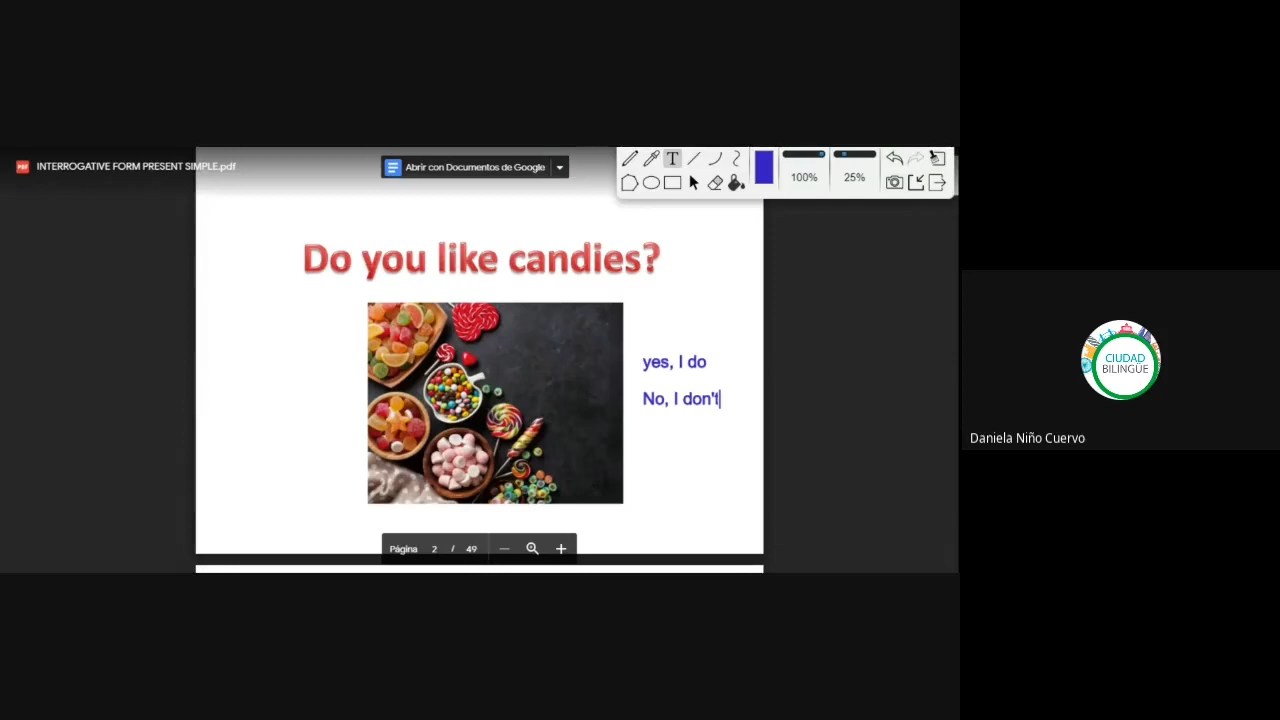 INTERROGATIVE FORM PRESENT SIMPLE.pdf
Abrir con Documentos de Google
100%
25%
Do you like candies?
yes, I do
No, I don't
CIUDAD
BILINGÜE
Daniela Niño Cuervo
Página 2 / 49